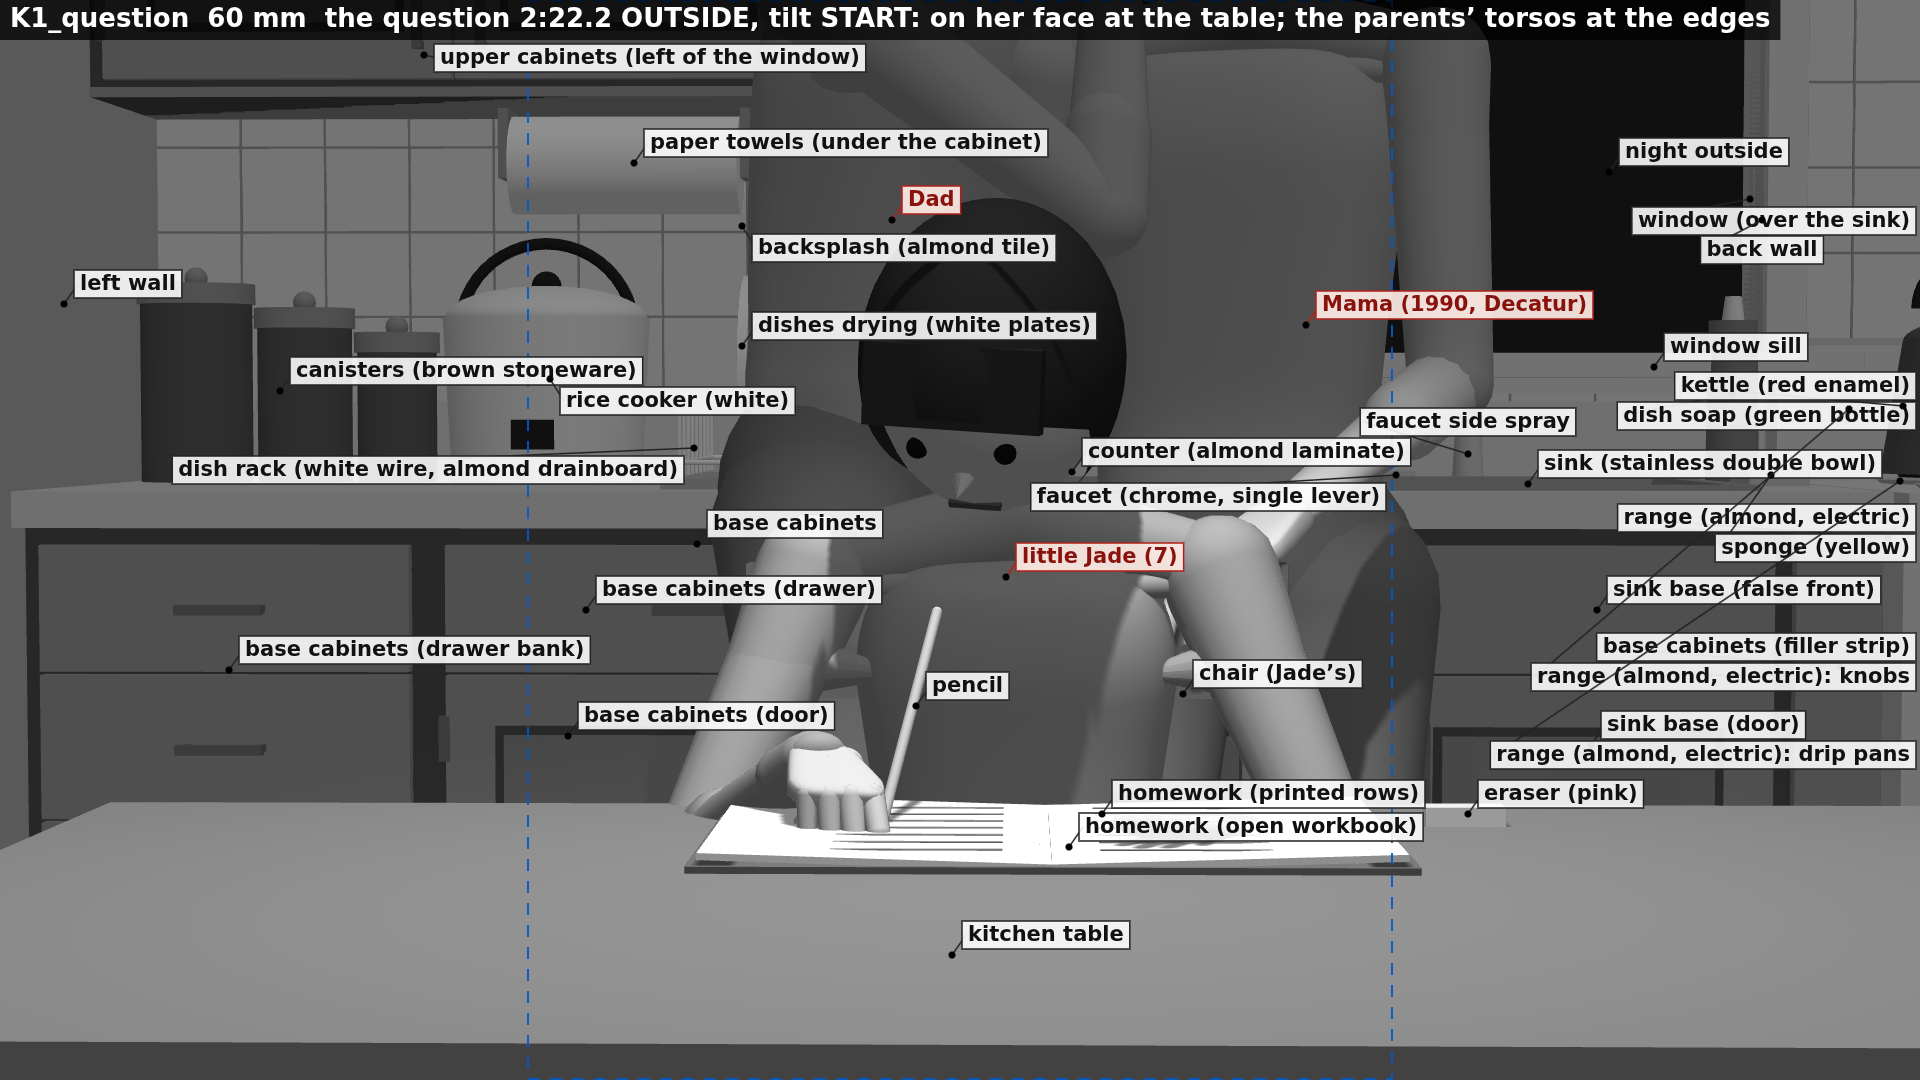 K1_question  60 mm  the question 2:22.2 OUTSIDE, tilt START: on her face at the table; the parents’ torsos at the edges
upper cabinets (left of the window)
paper towels (under the cabinet)
night outside
Dad
window (over the sink)
backsplash (almond tile)
back wall
left wall
Mama (1990, Decatur)
dishes drying (white plates)
window sill
canisters (brown stoneware)
kettle (red enamel)
rice cooker (white)
dish soap (green bottle)
faucet side spray
counter (almond laminate)
sink (stainless double bowl)
dish rack (white wire, almond drainboard)
faucet (chrome, single lever)
base cabinets
range (almond, electric)
sponge (yellow)
little Jade (7)
base cabinets (drawer)
sink base (false front)
base cabinets (drawer bank)
base cabinets (filler strip)
chair (Jade’s)
range (almond, electric): knobs
pencil
base cabinets (door)
sink base (door)
range (almond, electric): drip pans
homework (printed rows)
eraser (pink)
homework (open workbook)
kitchen table